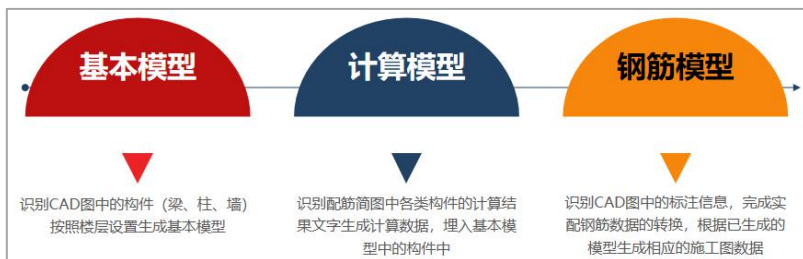 基本模型
计算模型
钢筋模型
识别CAD图中的构件（梁、柱、墙）
按照楼层设置生成基本模型
识别配筋简图中各类构件的计算结
果文字生成计算数据，埋入基本模
型中的构件中
识别CAD图中的标注信息，完成实
配钢筋数据的转换，根据已生成的
模型生成相应的施工图数据